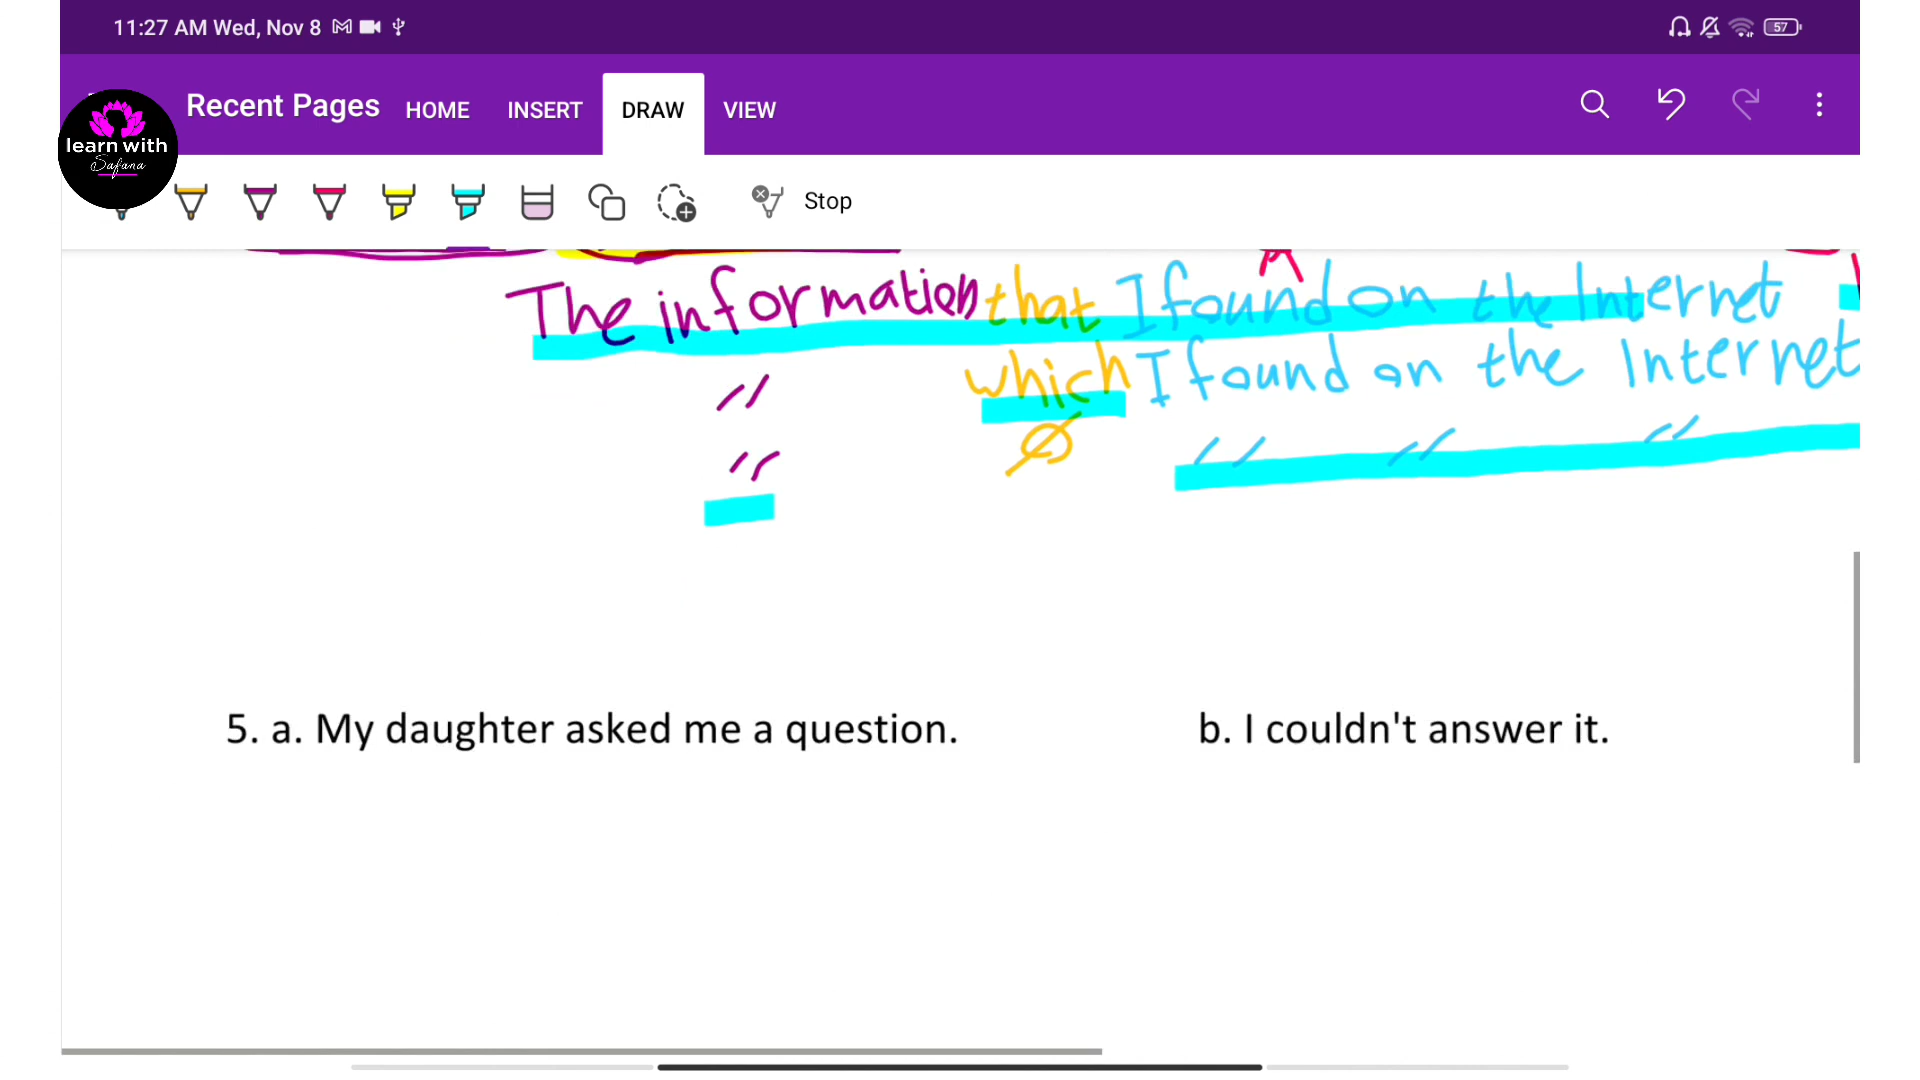 11:27 AM Wed, Nov 8
57
learn with
Safana
Recent Pages HOME INSERT DRAW VIEW
Stop
The information that I found on the Internet
which I found on the Internet
" Ø " " "
"
5. a. My daughter asked me a question. b. I couldn't answer it.